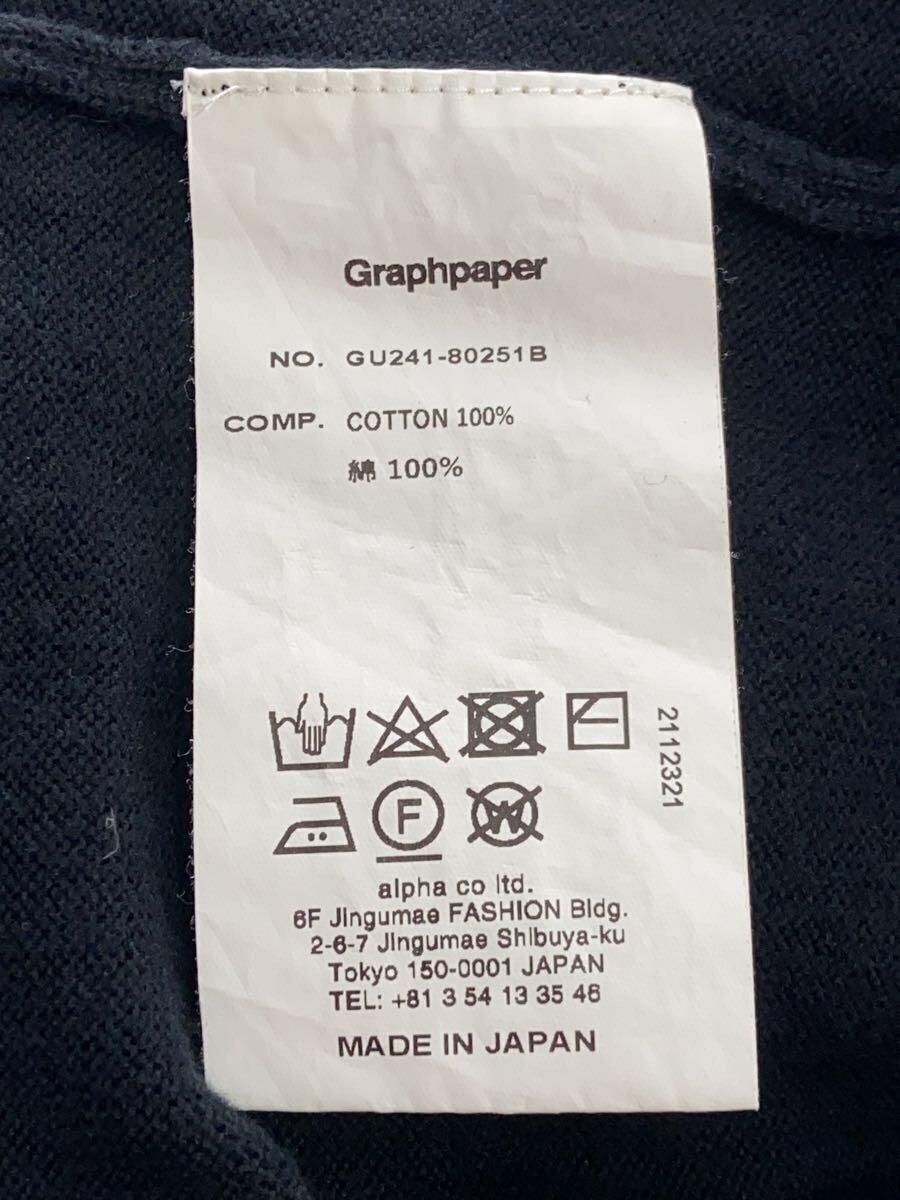 Graphpaper
NO. GU241-80251B
COMP. COTTON 100%
綿 100%
2112321
F
W
alpha co ltd.
6F Jingumae FASHION Bldg.
2-6-7 Jingumae Shibuya-ku
Tokyo 150-0001 JAPAN
TEL: +81 3 54 13 35 46
MADE IN JAPAN